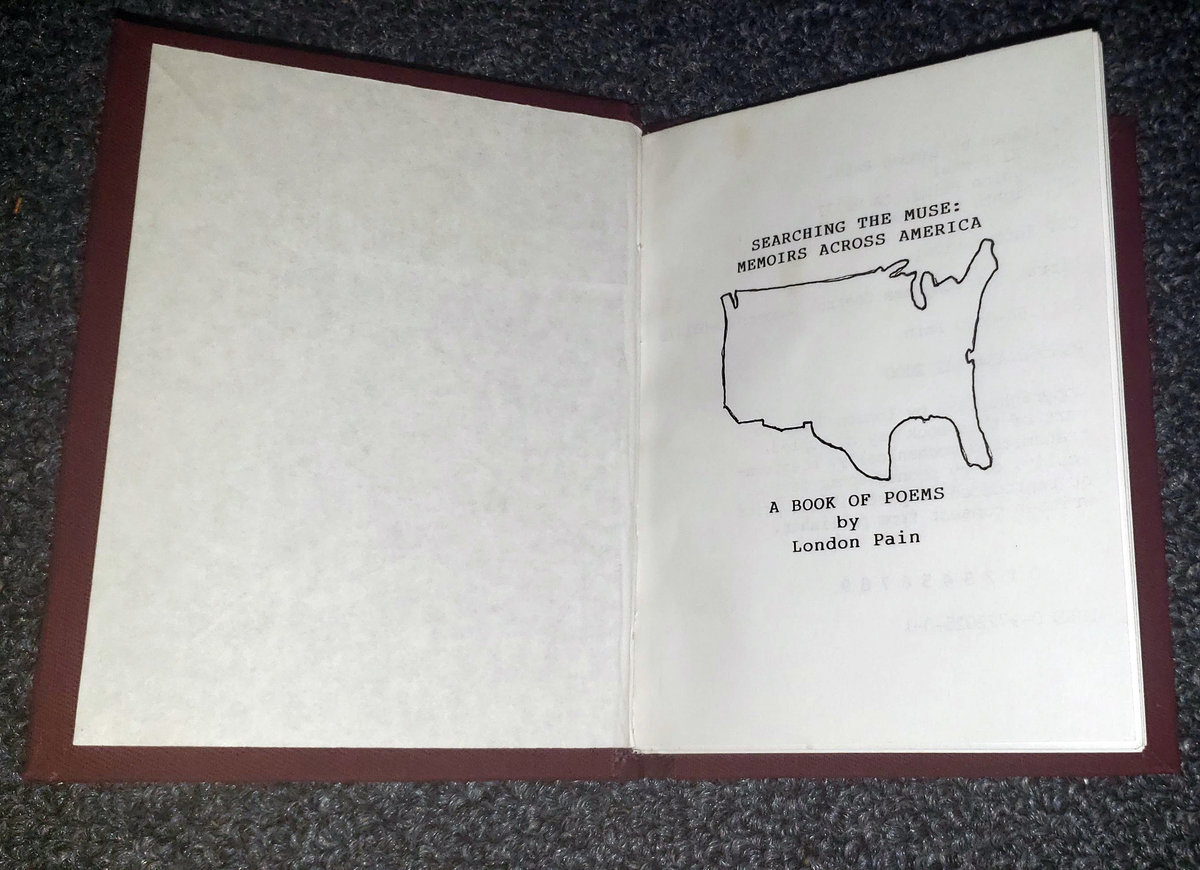 SEARCHING THE MUSE:
MEMOIRS ACROSS AMERICA
A BOOK OF POEMS
by
London Pain